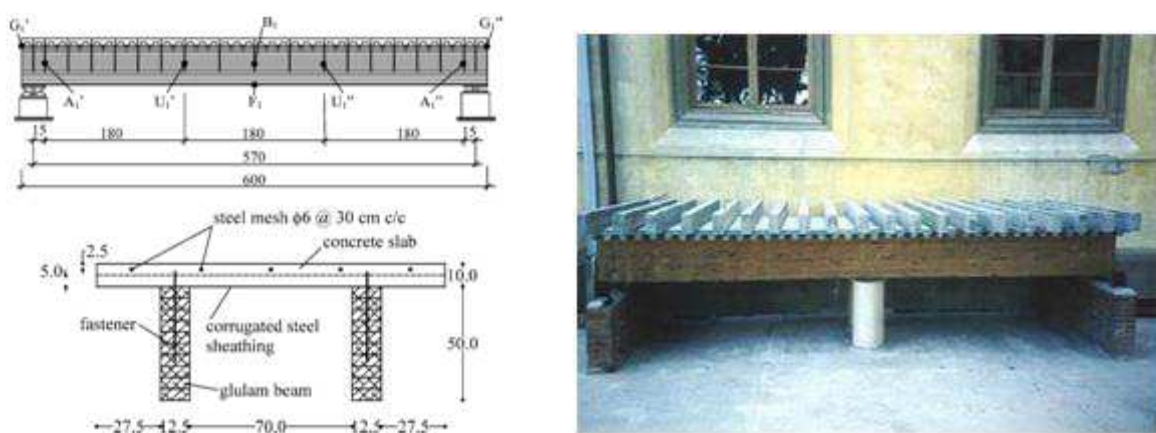 G₁' B₁ G₁"
A₁' U₁' F₁ U₁" A₁"
15 180 180 180 15
570
600
steel mesh ϕ6 @ 30 cm c/c
concrete slab
2.5
5.0 10.0
fastener
corrugated steel
sheathing
50.0
glulam beam
27.5 12.5 70.0 12.5 27.5